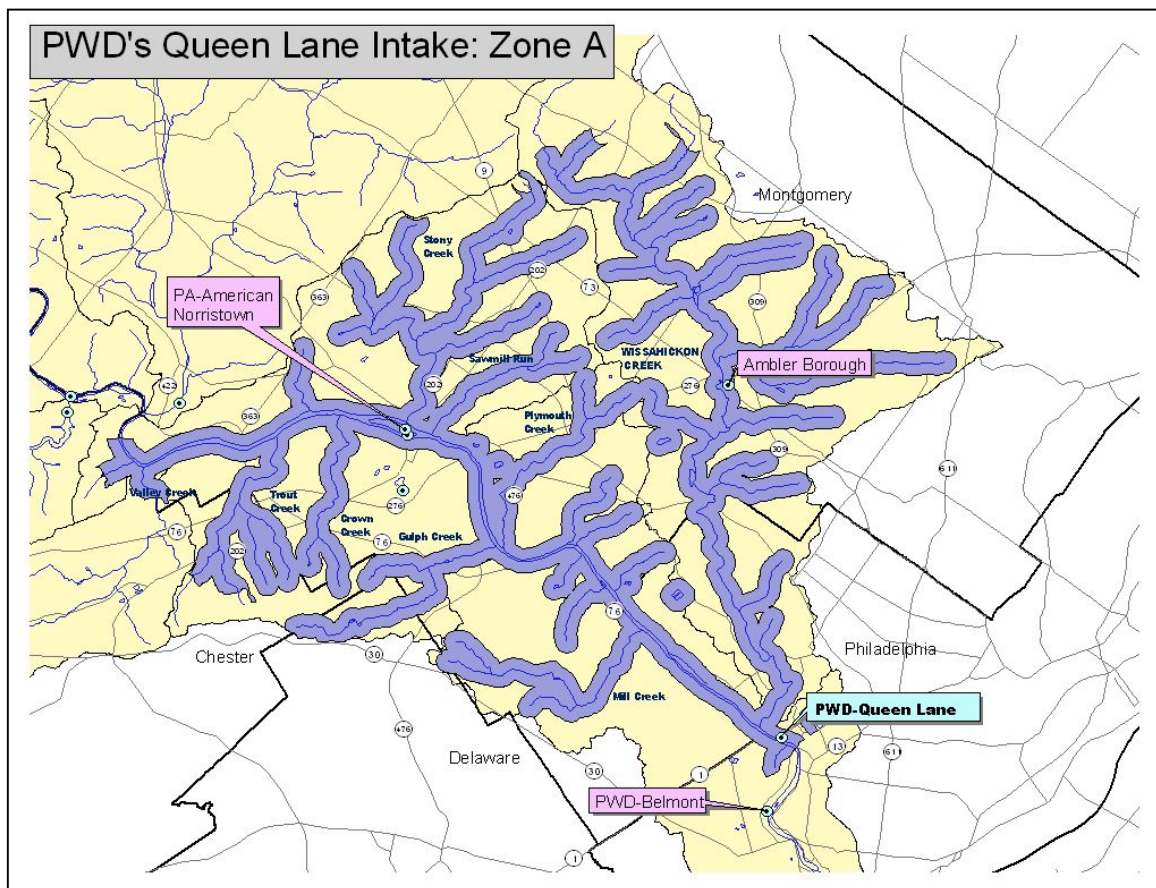 PWD's Queen Lane Intake: Zone A
Montgomery
9
Stony
Creek
202
73
363
309
PA-American
Norristown
Sawmill Run
WISSAHICKON
CREEK
276
Ambler Borough
422
202
363
Plymouth
Creek
309
611
Valley Creek
Trout
Creek
476
276
76
Crown
Creek
76
Gulph Creek
202
76
Chester
30
Philadelphia
Mill Creek
PWD-Queen Lane
476
13
611
Delaware
30
1
PWD-Belmont
1